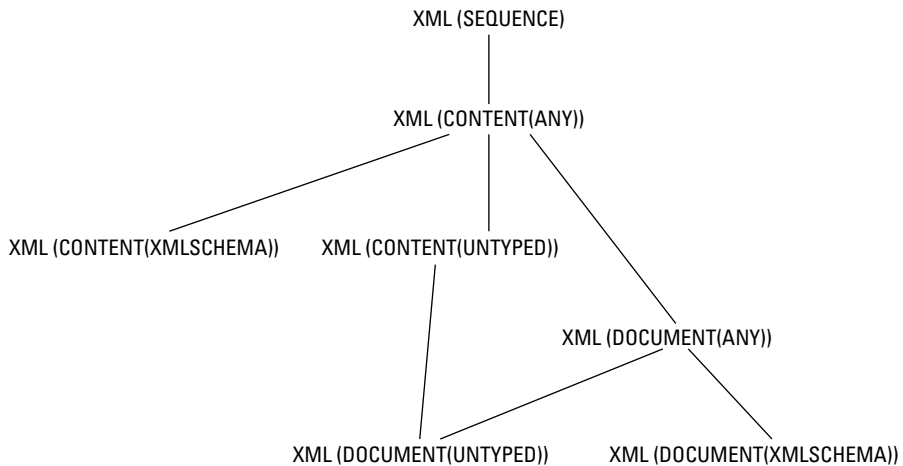 XML (SEQUENCE)
XML (CONTENT(ANY))
XML (CONTENT(XMLSCHEMA))
XML (CONTENT(UNTYPED))
XML (DOCUMENT(ANY))
XML (DOCUMENT(UNTYPED))
XML (DOCUMENT(XMLSCHEMA))